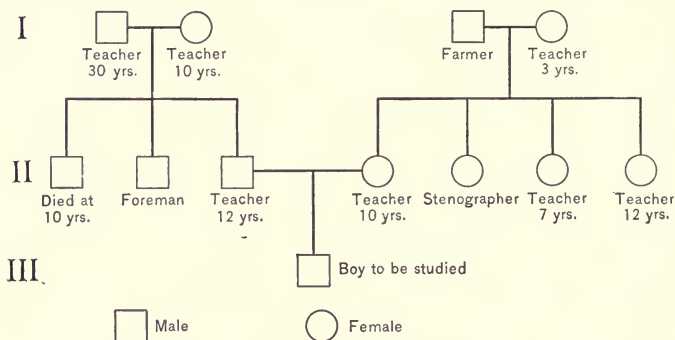 I
Teacher Teacher Farmer Teacher
30 yrs. 10 yrs. 3 yrs.
II
Died at Foreman Teacher Teacher Stenographer Teacher Teacher
10 yrs. 12 yrs. 10 yrs. 7 yrs. 12 yrs.
III
Boy to be studied
Male Female